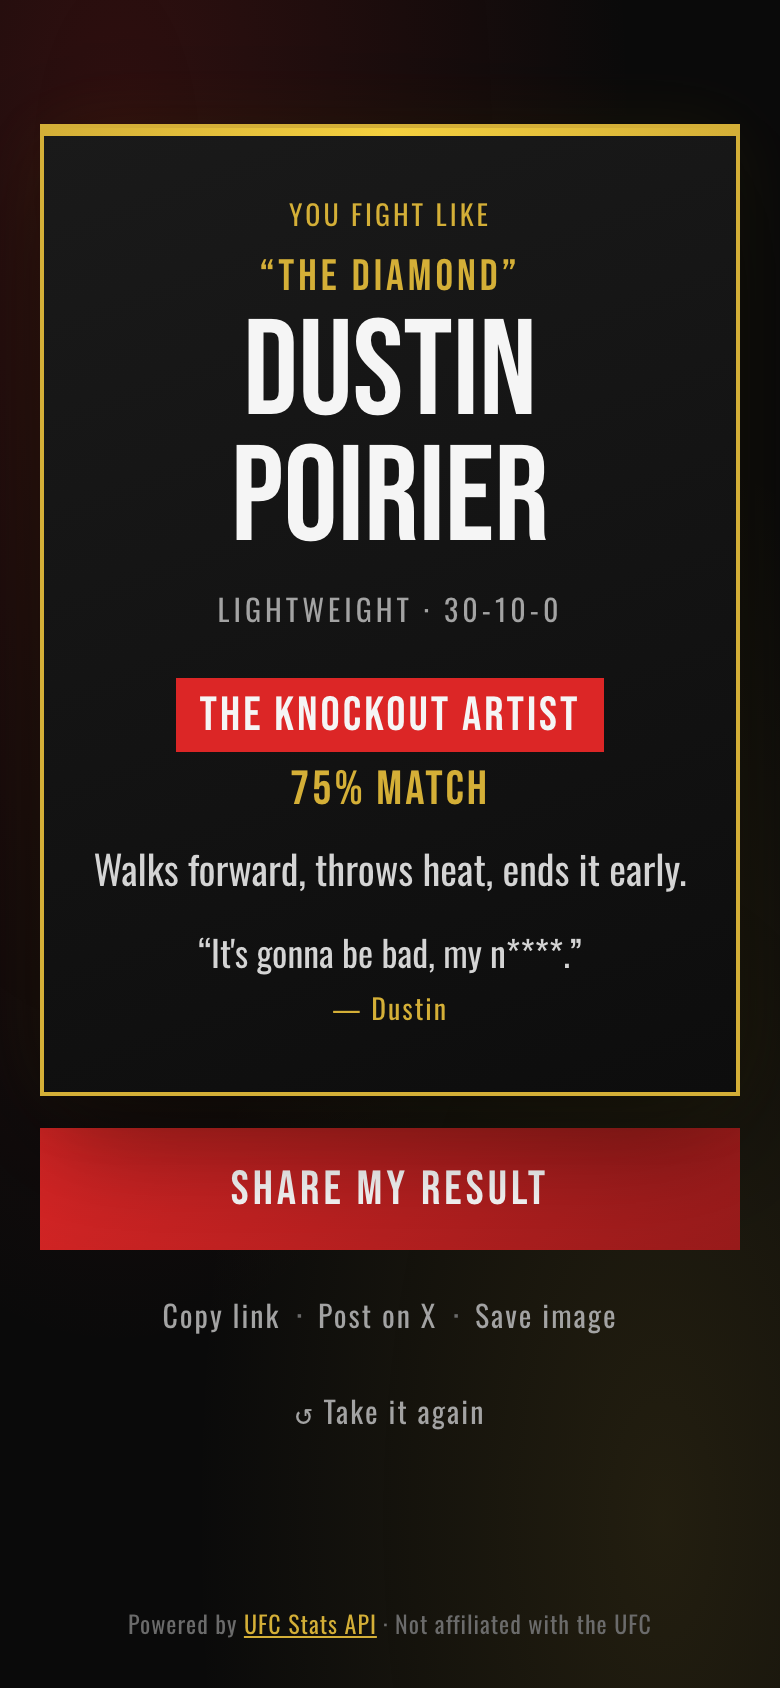 YOU FIGHT LIKE
“THE DIAMOND”
DUSTIN
POIRIER
LIGHTWEIGHT · 30-10-0
THE KNOCKOUT ARTIST
75% MATCH
Walks forward, throws heat, ends it early.
“It's gonna be bad, my n****.”
— Dustin
SHARE MY RESULT
Copy link · Post on X · Save image
↺ Take it again
Powered by UFC Stats API · Not affiliated with the UFC